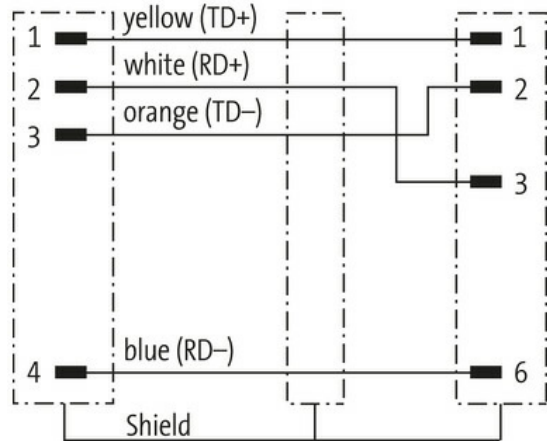 1 yellow (TD+) 1
2 white (RD+) 2
3 orange (TD–)
3
4 blue (RD–) 6
Shield